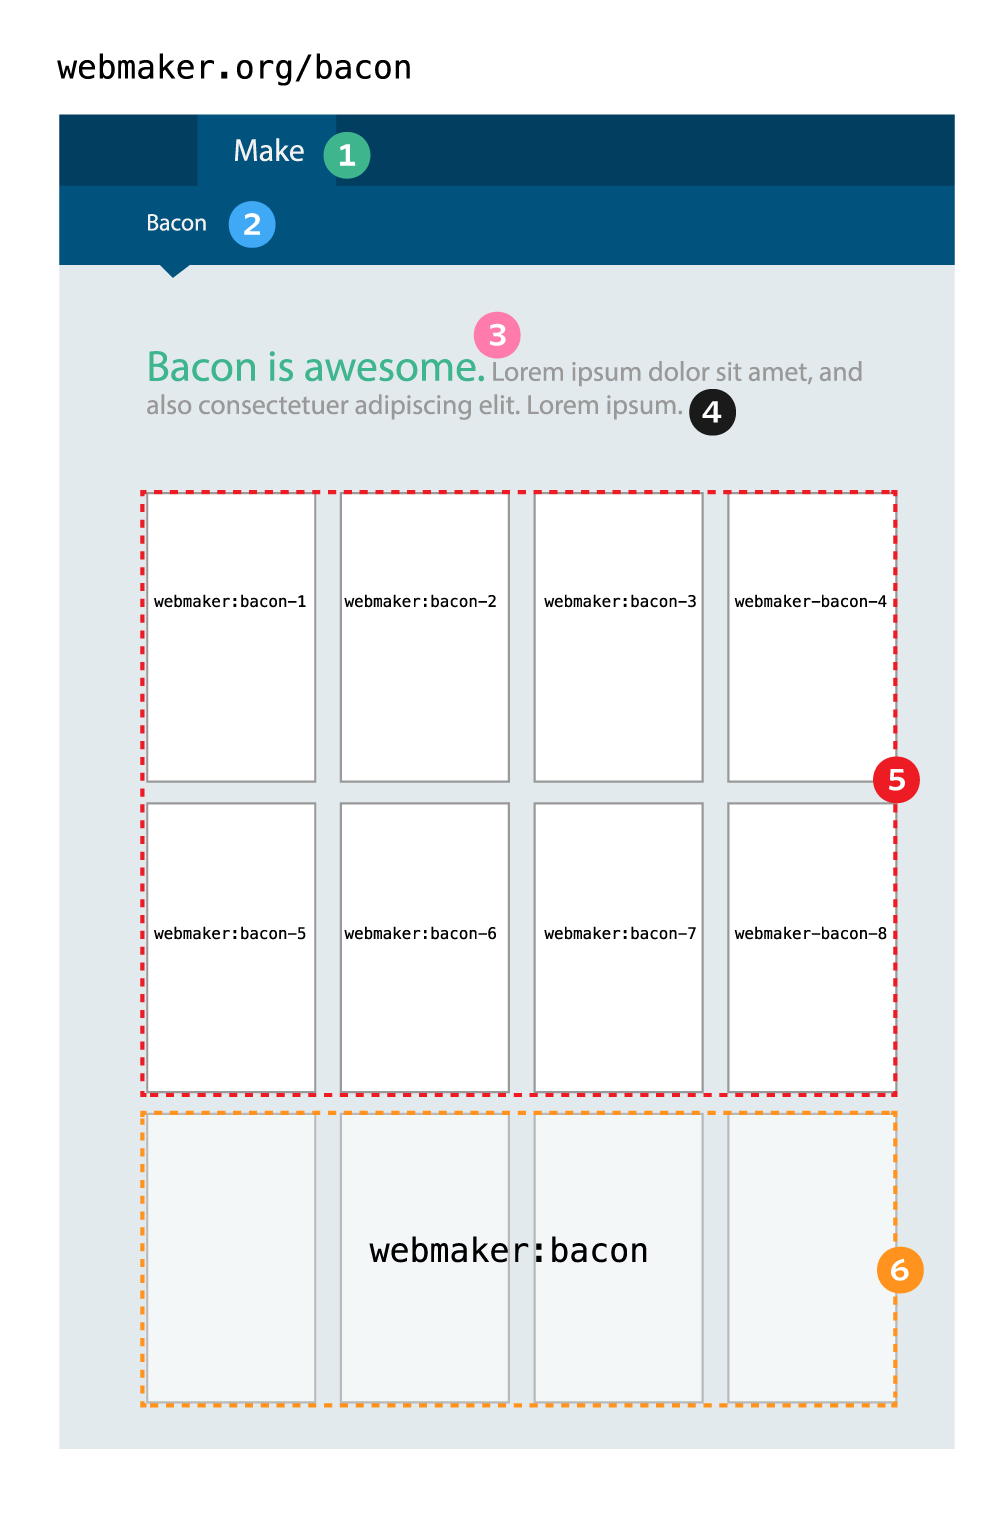 webmaker.org/bacon
Make 1
Bacon 2
3
Bacon is awesome. Lorem ipsum dolor sit amet, and
also consectetuer adipiscing elit. Lorem ipsum. 4
webmaker:bacon-1 webmaker:bacon-2 webmaker:bacon-3 webmaker-bacon-4
5
webmaker:bacon-5 webmaker:bacon-6 webmaker:bacon-7 webmaker-bacon-8
webmaker:bacon
6